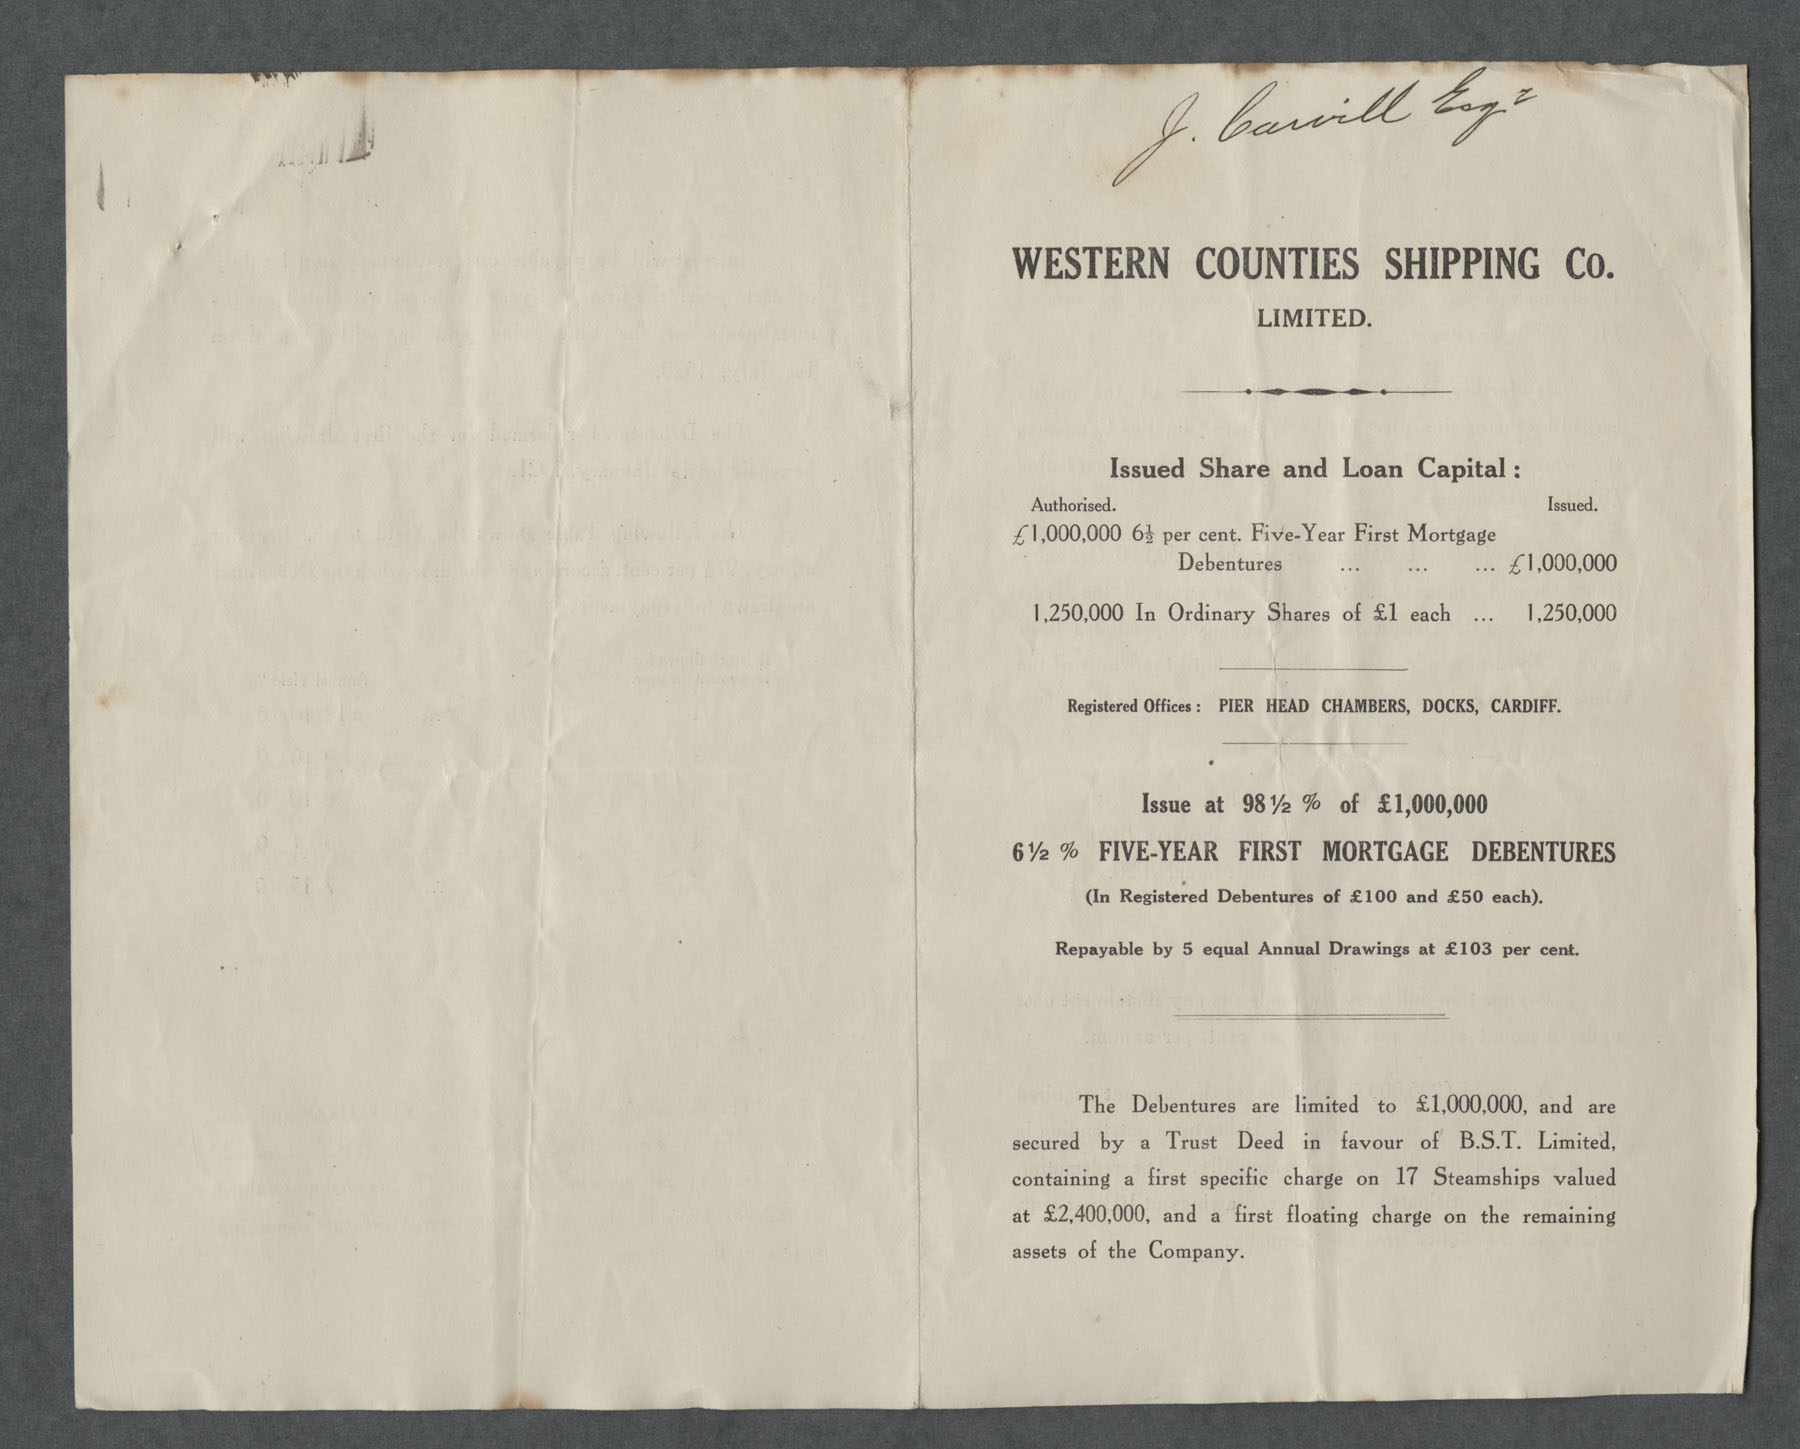 J. Carvill Esqr
WESTERN COUNTIES SHIPPING Co.
LIMITED.
Issued Share and Loan Capital :
Authorised. Issued.
£1,000,000 6½ per cent. Five-Year First Mortgage
Debentures ... ... ... £1,000,000
1,250,000 In Ordinary Shares of £1 each ... 1,250,000
Registered Offices : PIER HEAD CHAMBERS, DOCKS, CARDIFF.
Issue at 98½ % of £1,000,000
6½ % FIVE-YEAR FIRST MORTGAGE DEBENTURES
(In Registered Debentures of £100 and £50 each).
Repayable by 5 equal Annual Drawings at £103 per cent.
The Debentures are limited to £1,000,000, and are
secured by a Trust Deed in favour of B.S.T. Limited,
containing a first specific charge on 17 Steamships valued
at £2,400,000, and a first floating charge on the remaining
assets of the Company.